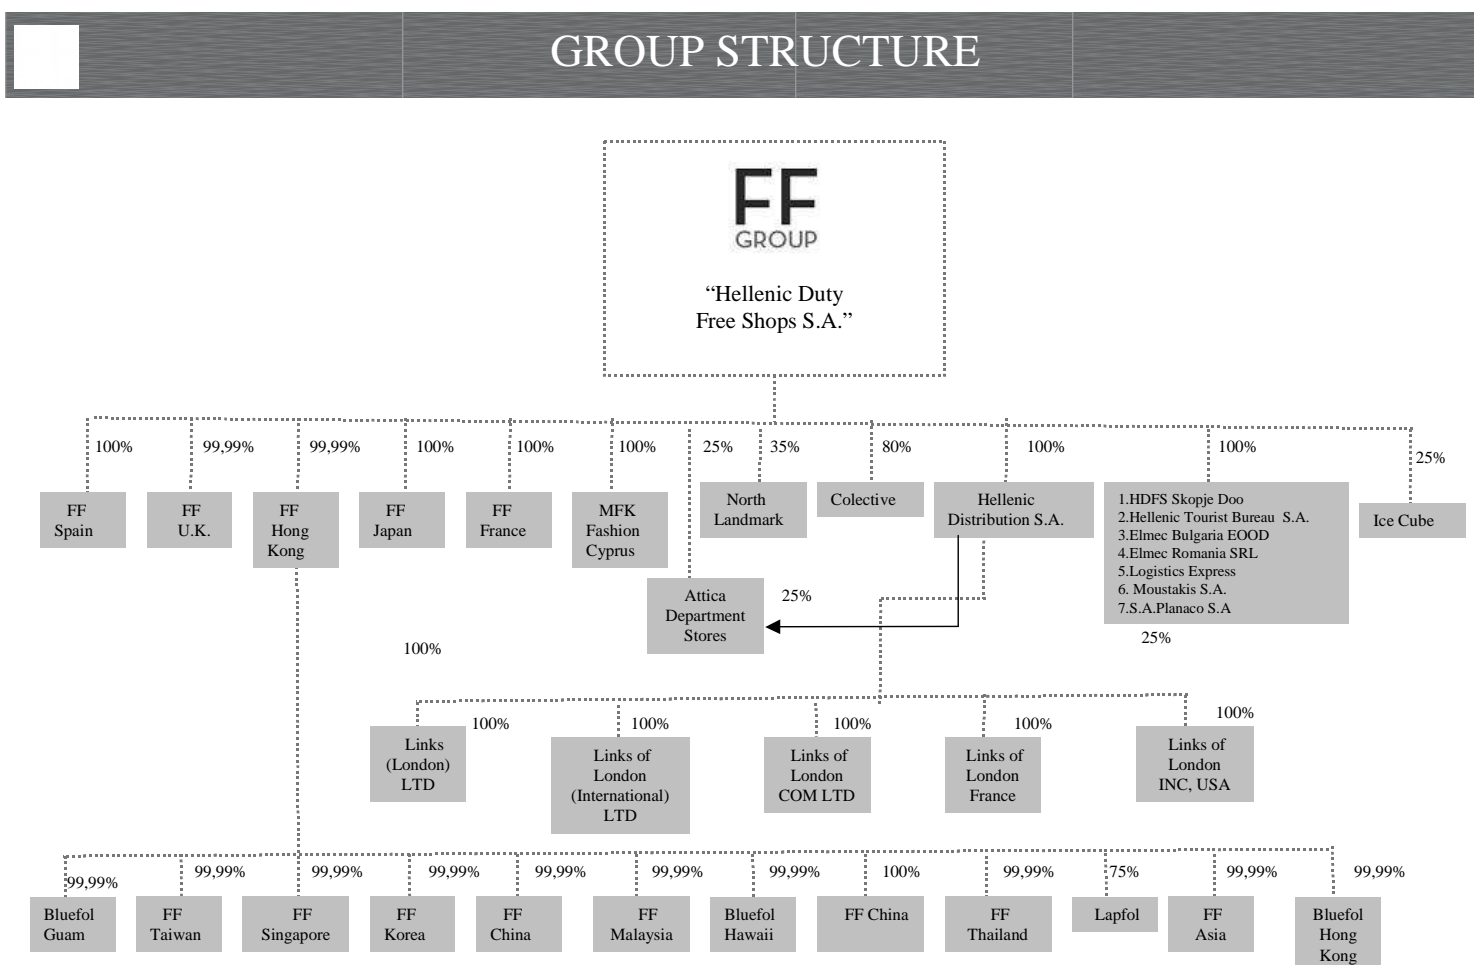 GROUP STRUCTURE
FF
GROUP
“Hellenic Duty
Free Shops S.A.”
100%
99,99%
99,99%
100%
100%
100%
25%
35%
80%
100%
100%
25%
FF
Spain
FF
U.K.
FF
Hong
Kong
FF
Japan
FF
France
MFK
Fashion
Cyprus
North
Landmark
Colective
Hellenic
Distribution S.A.
1.HDFS Skopje Doo
2.Hellenic Tourist Bureau S.A.
3.Elmec Bulgaria EOOD
4.Elmec Romania SRL
5.Logistics Express
6. Moustakis S.A.
7.S.A.Planaco S.A
Ice Cube
Attica
Department
Stores
25%
25%
100%
100%
100%
100%
100%
100%
Links
(London)
LTD
Links of
London
(International)
LTD
Links of
London
COM LTD
Links of
London
France
Links of
London
INC, USA
99,99%
99,99%
99,99%
99,99%
99,99%
99,99%
99,99%
100%
99,99%
75%
99,99%
99,99%
Bluefol
Guam
FF
Taiwan
FF
Singapore
FF
Korea
FF
China
FF
Malaysia
Bluefol
Hawaii
FF China
FF
Thailand
Lapfol
FF
Asia
Bluefol
Hong
Kong